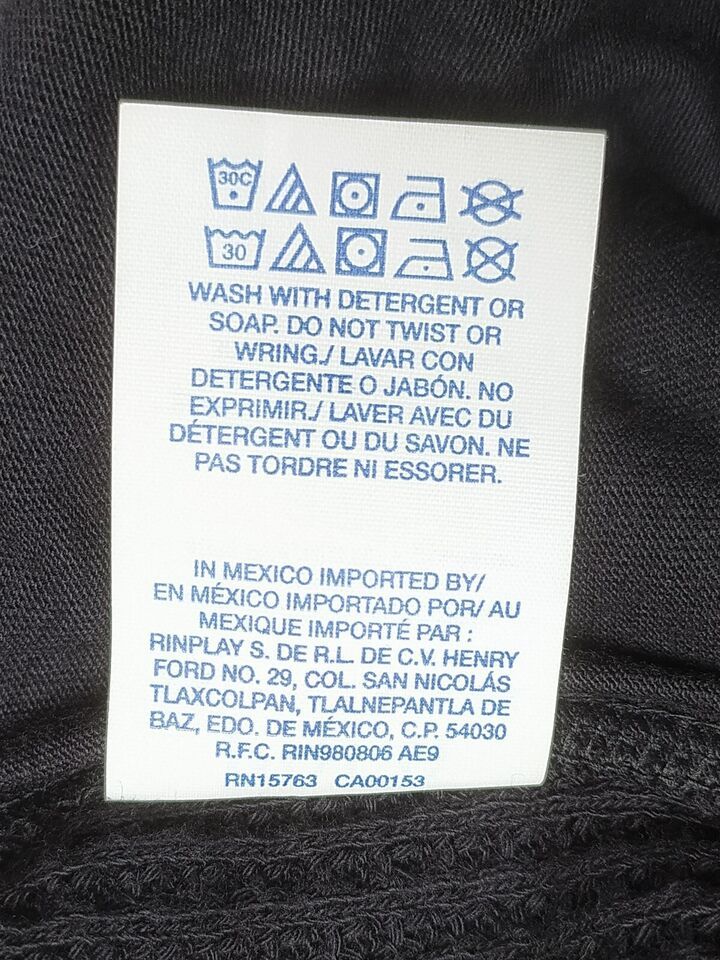 30C
30
WASH WITH DETERGENT OR
SOAP. DO NOT TWIST OR
WRING./ LAVAR CON
DETERGENTE O JABÓN. NO
EXPRIMIR./ LAVER AVEC DU
DÉTERGENT OU DU SAVON. NE
PAS TORDRE NI ESSORER.
IN MEXICO IMPORTED BY/
EN MÉXICO IMPORTADO POR/ AU
MEXIQUE IMPORTÉ PAR :
RINPLAY S. DE R.L. DE C.V. HENRY
FORD NO. 29, COL. SAN NICOLÁS
TLAXCOLPAN, TLALNEPANTLA DE
BAZ, EDO. DE MÉXICO, C.P. 54030
R.F.C. RIN980806 AE9
RN15763 CA00153